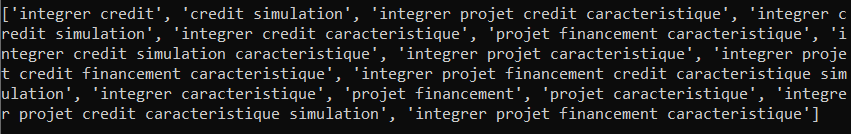 ['integrer credit', 'credit simulation', 'integrer projet credit caracteristique', 'integrer c
redit simulation', 'integrer credit caracteristique', 'projet financement caracteristique', 'i
ntegrer credit simulation caracteristique', 'integrer projet caracteristique', 'integrer proje
t credit financement caracteristique', 'integrer projet financement credit caracteristique sim
ulation', 'integrer caracteristique', 'projet financement', 'projet caracteristique', 'integre
r projet credit caracteristique simulation', 'integrer projet financement caracteristique']